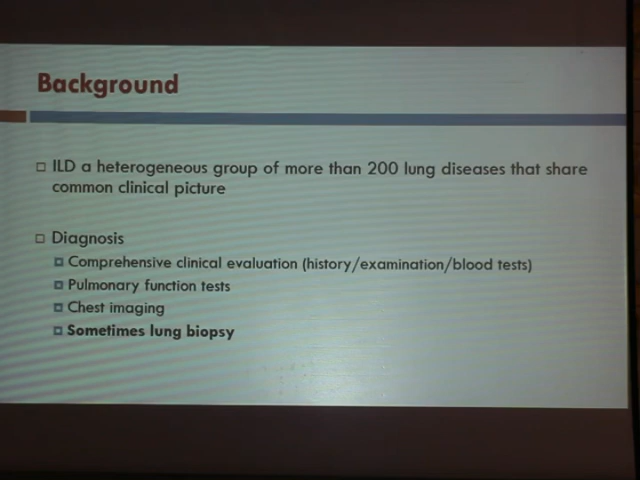 Background
ILD a heterogeneous group of more than 200 lung diseases that share
common clinical picture
Diagnosis
Comprehensive clinical evaluation (history/examination/blood tests)
Pulmonary function tests
Chest imaging
Sometimes lung biopsy